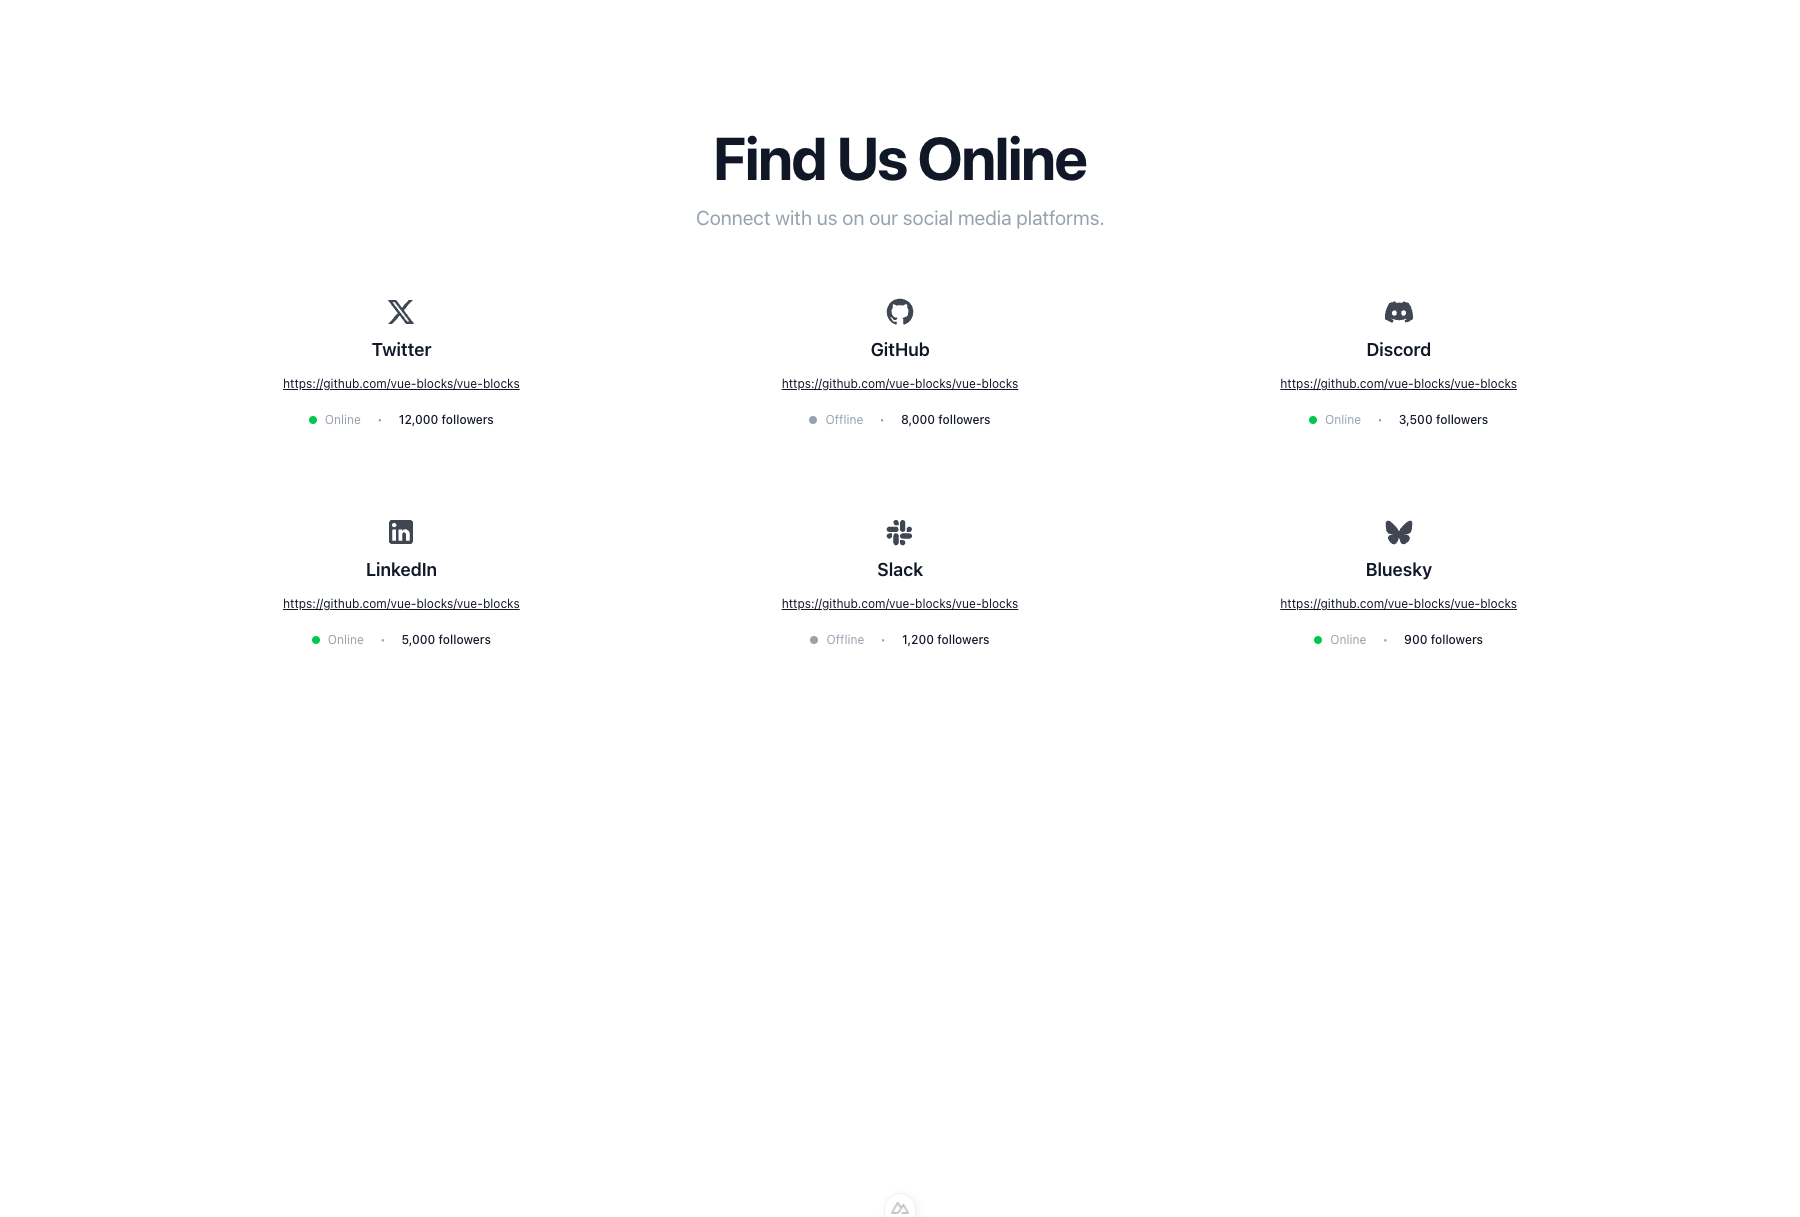 Find Us Online
Connect with us on our social media platforms.
Twitter
https://github.com/vue-blocks/vue-blocks
Online • 12,000 followers
GitHub
https://github.com/vue-blocks/vue-blocks
Offline • 8,000 followers
Discord
https://github.com/vue-blocks/vue-blocks
Online • 3,500 followers
LinkedIn
https://github.com/vue-blocks/vue-blocks
Online • 5,000 followers
Slack
https://github.com/vue-blocks/vue-blocks
Offline • 1,200 followers
Bluesky
https://github.com/vue-blocks/vue-blocks
Online • 900 followers